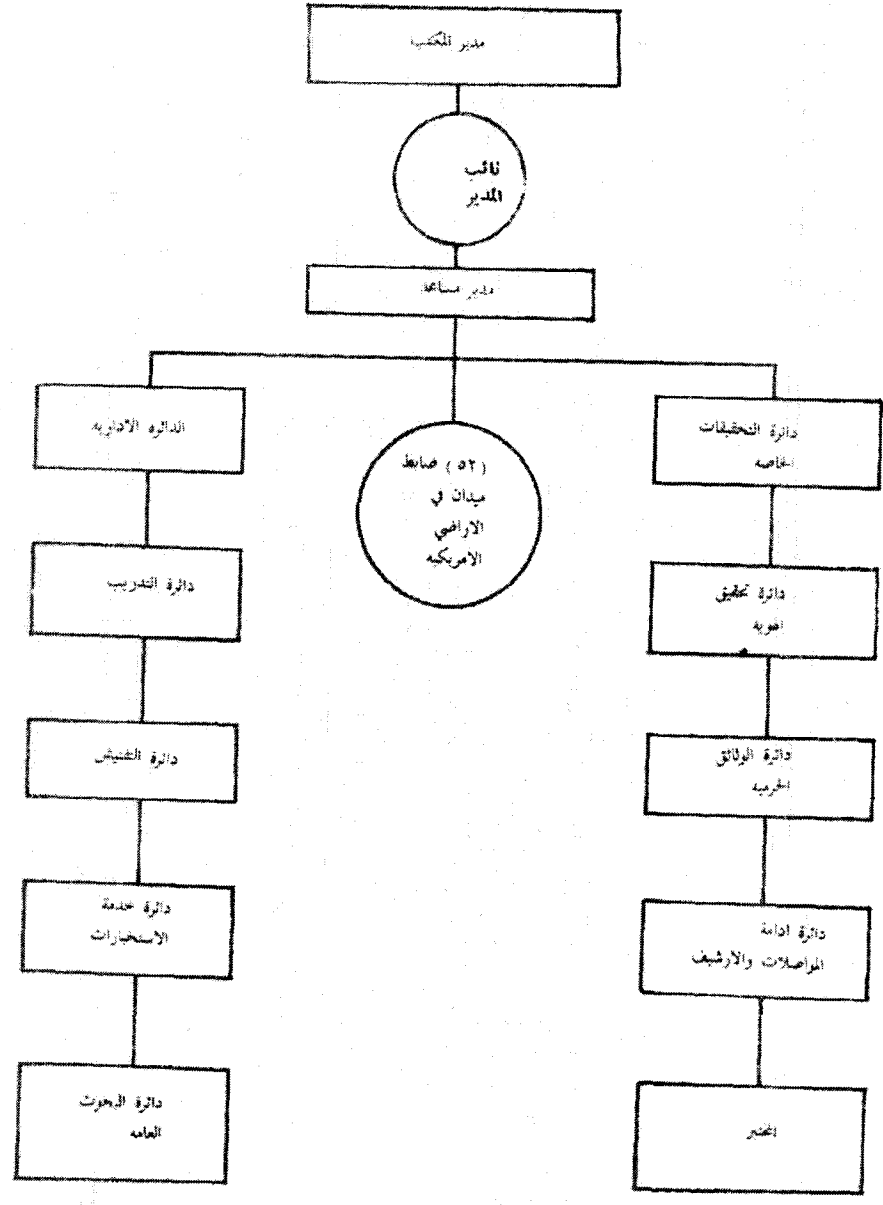 مدير المكتب
نائب
المدير
مدير مساعد
دائرة التحقيقات
الخاصه
الدائره الاداريه
(٥٢) ضابط
ميدان في
الاراضي
الامريكيه
دائرة تحقيق
الهويه
دائرة التدريب
دائرة الوثائق
الجرميه
دائرة التفتيش
دائرة ادامة
المواصلات والارشيف
دائرة خدمة
الاستخبارات
المختبر
دائرة البحوث
العامه